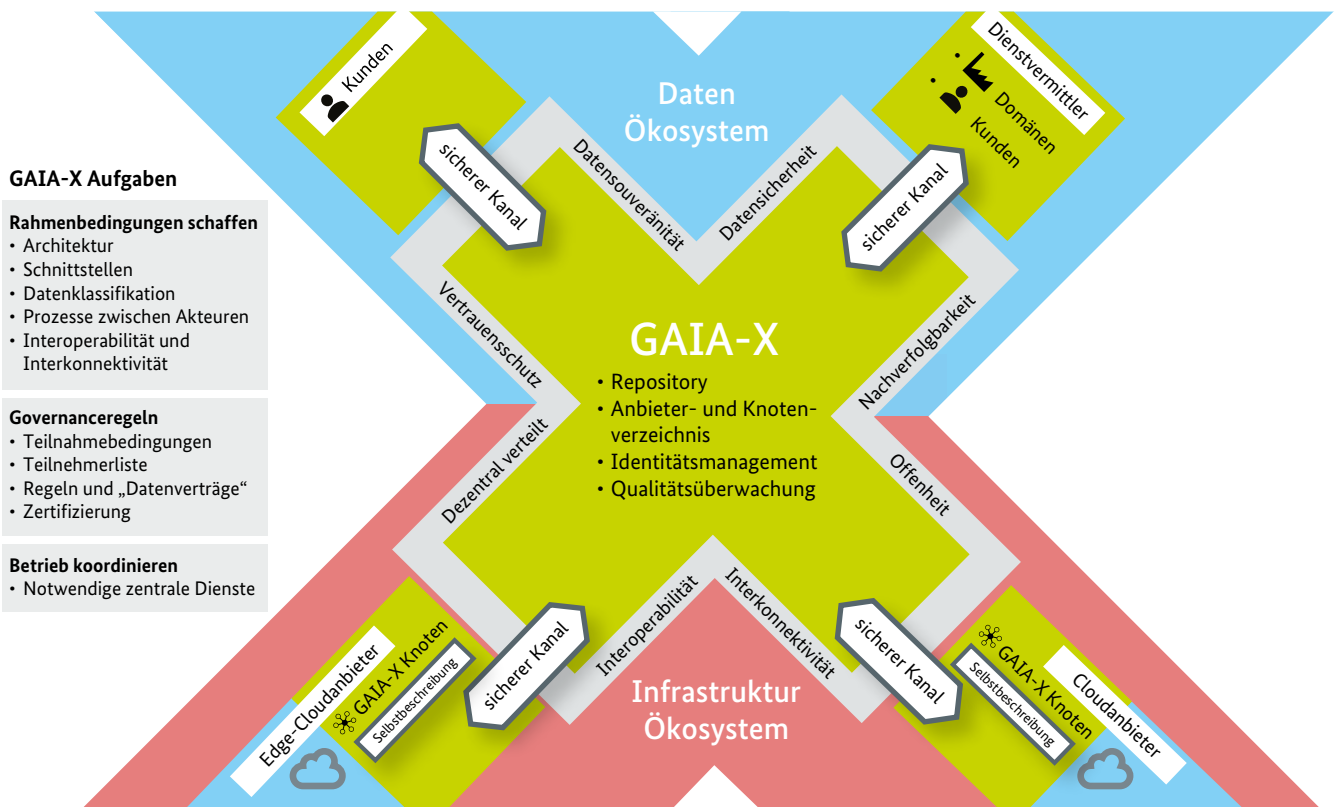 Kunden
Dienstvermittler
Domänen
Kunden
Daten
Ökosystem
sicherer Kanal
Datensouveränität
Datensicherheit
sicherer Kanal
GAIA-X Aufgaben
Rahmenbedingungen schaffen
• Architektur
• Schnittstellen
• Datenklassifikation
• Prozesse zwischen Akteuren
• Interoperabilität und
Interkonnektivität
Governanceregeln
• Teilnahmebedingungen
• Teilnehmerliste
• Regeln und „Datenverträge“
• Zertifizierung
Betrieb koordinieren
• Notwendige zentrale Dienste
Vertrauensschutz
Nachverfolgbarkeit
GAIA-X
• Repository
• Anbieter- und Knoten-
verzeichnis
• Identitätsmanagement
• Qualitätsüberwachung
Dezentral verteilt
Offenheit
Interoperabilität
Interkonnektivität
sicherer Kanal
sicherer Kanal
Edge-Cloudanbieter
GAIA-X Knoten
Selbstbeschreibung
Infrastruktur
Ökosystem
GAIA-X Knoten
Selbstbeschreibung
Cloudanbieter